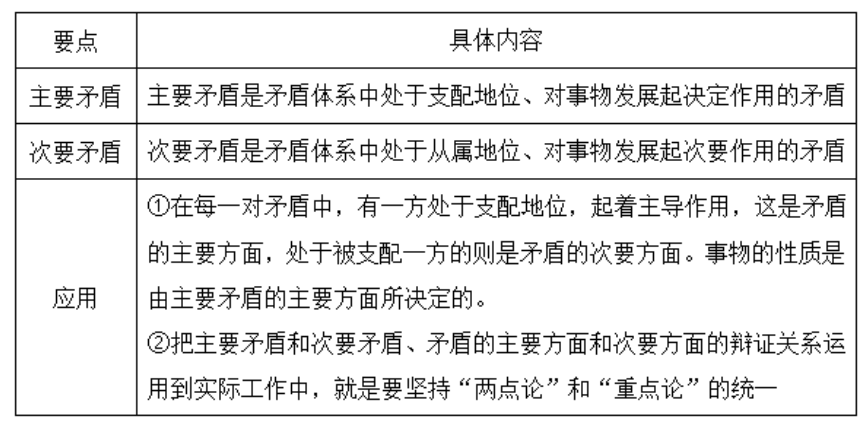 要点 具体内容
主要矛盾 主要矛盾是矛盾体系中处于支配地位、对事物发展起决定作用的矛盾
次要矛盾 次要矛盾是矛盾体系中处于从属地位、对事物发展起次要作用的矛盾
①在每一对矛盾中，有一方处于支配地位，起着主导作用，这是矛盾
的主要方面，处于被支配一方的则是矛盾的次要方面。事物的性质是
应用 由主要矛盾的主要方面所决定的。
②把主要矛盾和次要矛盾、矛盾的主要方面和次要方面的辩证关系运
用到实际工作中，就是要坚持“两点论”和“重点论”的统一